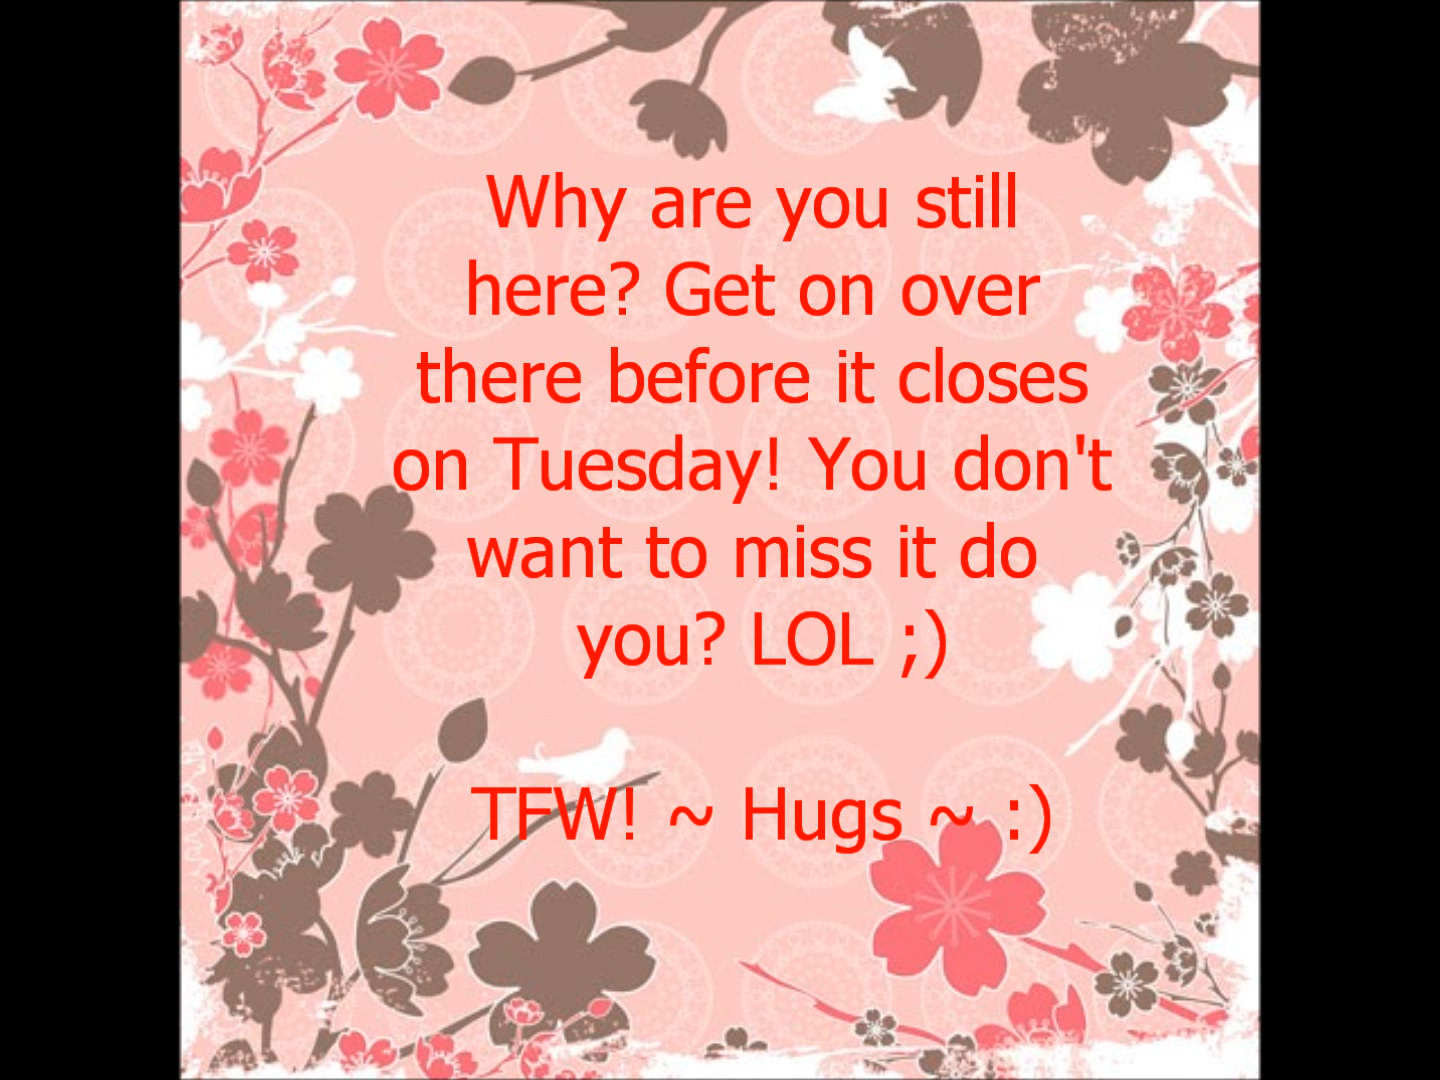 Why are you still
here? Get on over
there before it closes
on Tuesday! You don't
want to miss it do
you? LOL ;)
TFW! ~ Hugs ~ :)